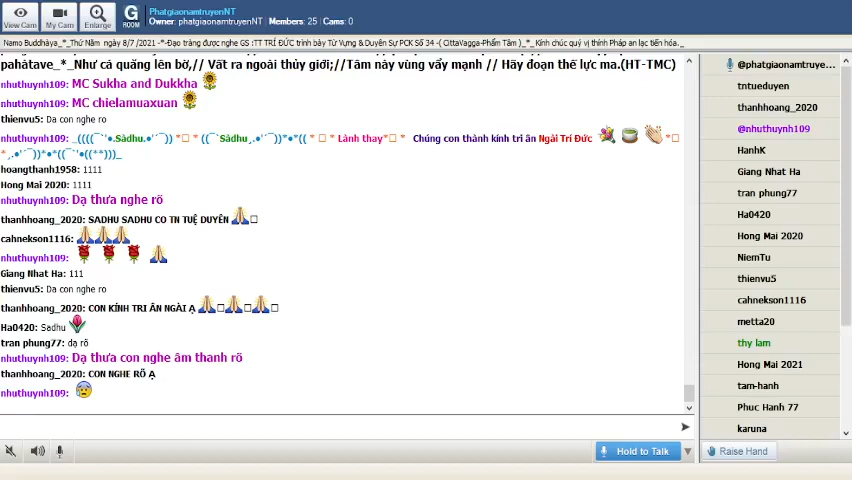 View Cam
My Cam
Enlarge
G
ROOM
PhatgiaonamtruyenNT
Owner: phatgiaonamtruyenNT | Members: 25 | Cams: 0
Namo Buddhàya_*_Thứ Năm ngày 8/7 /2021 -*-Đạo tràng được nghe GS :TT TRÍ ĐỨC trình bày Từ Vựng & Duyên Sự PCK Số 34 -( CittaVagga-Phẩm Tâm )_*_ Kính chúc quý vị thính Pháp an lạc tiến hóa._
pahātave_*_Như cá quăng lên bờ,// Vất ra ngoài thủy giới;//Tâm này vùng vẫy mạnh // Hãy đoạn thế lực ma.(HT-TMC)
nhuthuynh109: MC Sukha and Dukkha
nhuthuynh109: MC chielamuaxuan
thienvu5: Da con nghe ro
nhuthuynh109: _((((¯`'•.Sàdhu.•'´¯)) *□ * ((¯`Sàdhu¸.•'´¯))*•*(( * □ * Lành thay*□ * Chúng con thành kính tri ân Ngài Trí Đức *□
*¸.•'´¯))*•*((¯`'•((**)))_
hoangthanh1958: 1111
Hong Mai 2020: 1111
nhuthuynh109: Dạ thưa nghe rõ
thanhhoang_2020: SADHU SADHU CO TN TUỆ DUYÊN
cahnekson1116:
nhuthuynh109:
Giang Nhat Ha: 111
thienvu5: Da con nghe ro
thanhhoang_2020: CON KÍNH TRI ÂN NGÀI Ạ
Ha0420: Sadhu
tran phung77: dạ rõ
nhuthuynh109: Dạ thưa con nghe âm thanh rõ
thanhhoang_2020: CON NGHE RÕ Ạ
nhuthuynh109:
@phatgiaonamtruye...
tntueduyen
thanhhoang_2020
@nhuthuynh109
HanhK
Giang Nhat Ha
tran phung77
Ha0420
Hong Mai 2020
NiemTu
thienvu5
cahnekson1116
metta20
thy lam
Hong Mai 2021
tam-hanh
Phuc Hanh 77
karuna
Hold to Talk
Raise Hand